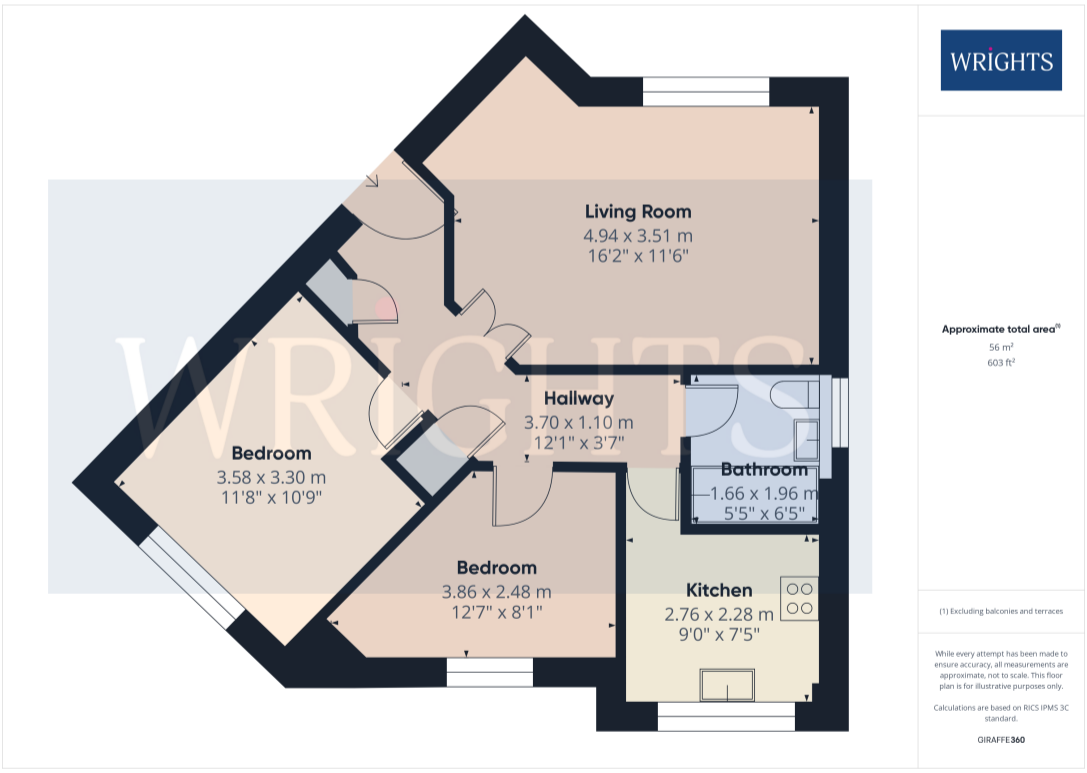 WRIGHTS
Living Room
4.94 x 3.51 m
16'2" x 11'6"
WRIGHTS
Hallway
3.70 x 1.10 m
12'1" x 3'7"
Bedroom
3.58 x 3.30 m
11'8" x 10'9"
Bathroom
1.66 x 1.96 m
5'5" x 6'5"
Bedroom
3.86 x 2.48 m
12'7" x 8'1"
Kitchen
2.76 x 2.28 m
9'0" x 7'5"
Approximate total area(1)
56 m²
603 ft²
(1) Excluding balconies and terraces
While every attempt has been made to
ensure accuracy, all measurements are
approximate, not to scale. This floor
plan is for illustrative purposes only.
Calculations are based on RICS IPMS 3C
standard.
GIRAFFE360